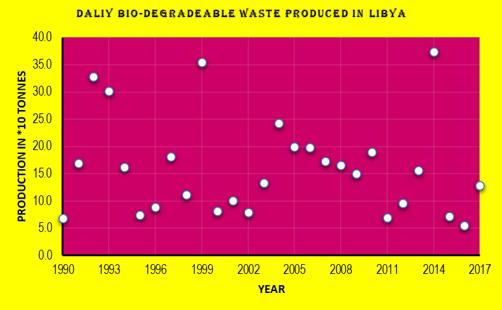 DALIY BIO-DEGRADEABLE WASTE PRODUCED IN LIBYA
PRODUCTION IN *10 TONNES
40.0
35.0
30.0
25.0
20.0
15.0
10.0
5.0
0.0
1990 1993 1996 1999 2002 2005 2008 2011 2014 2017
YEAR